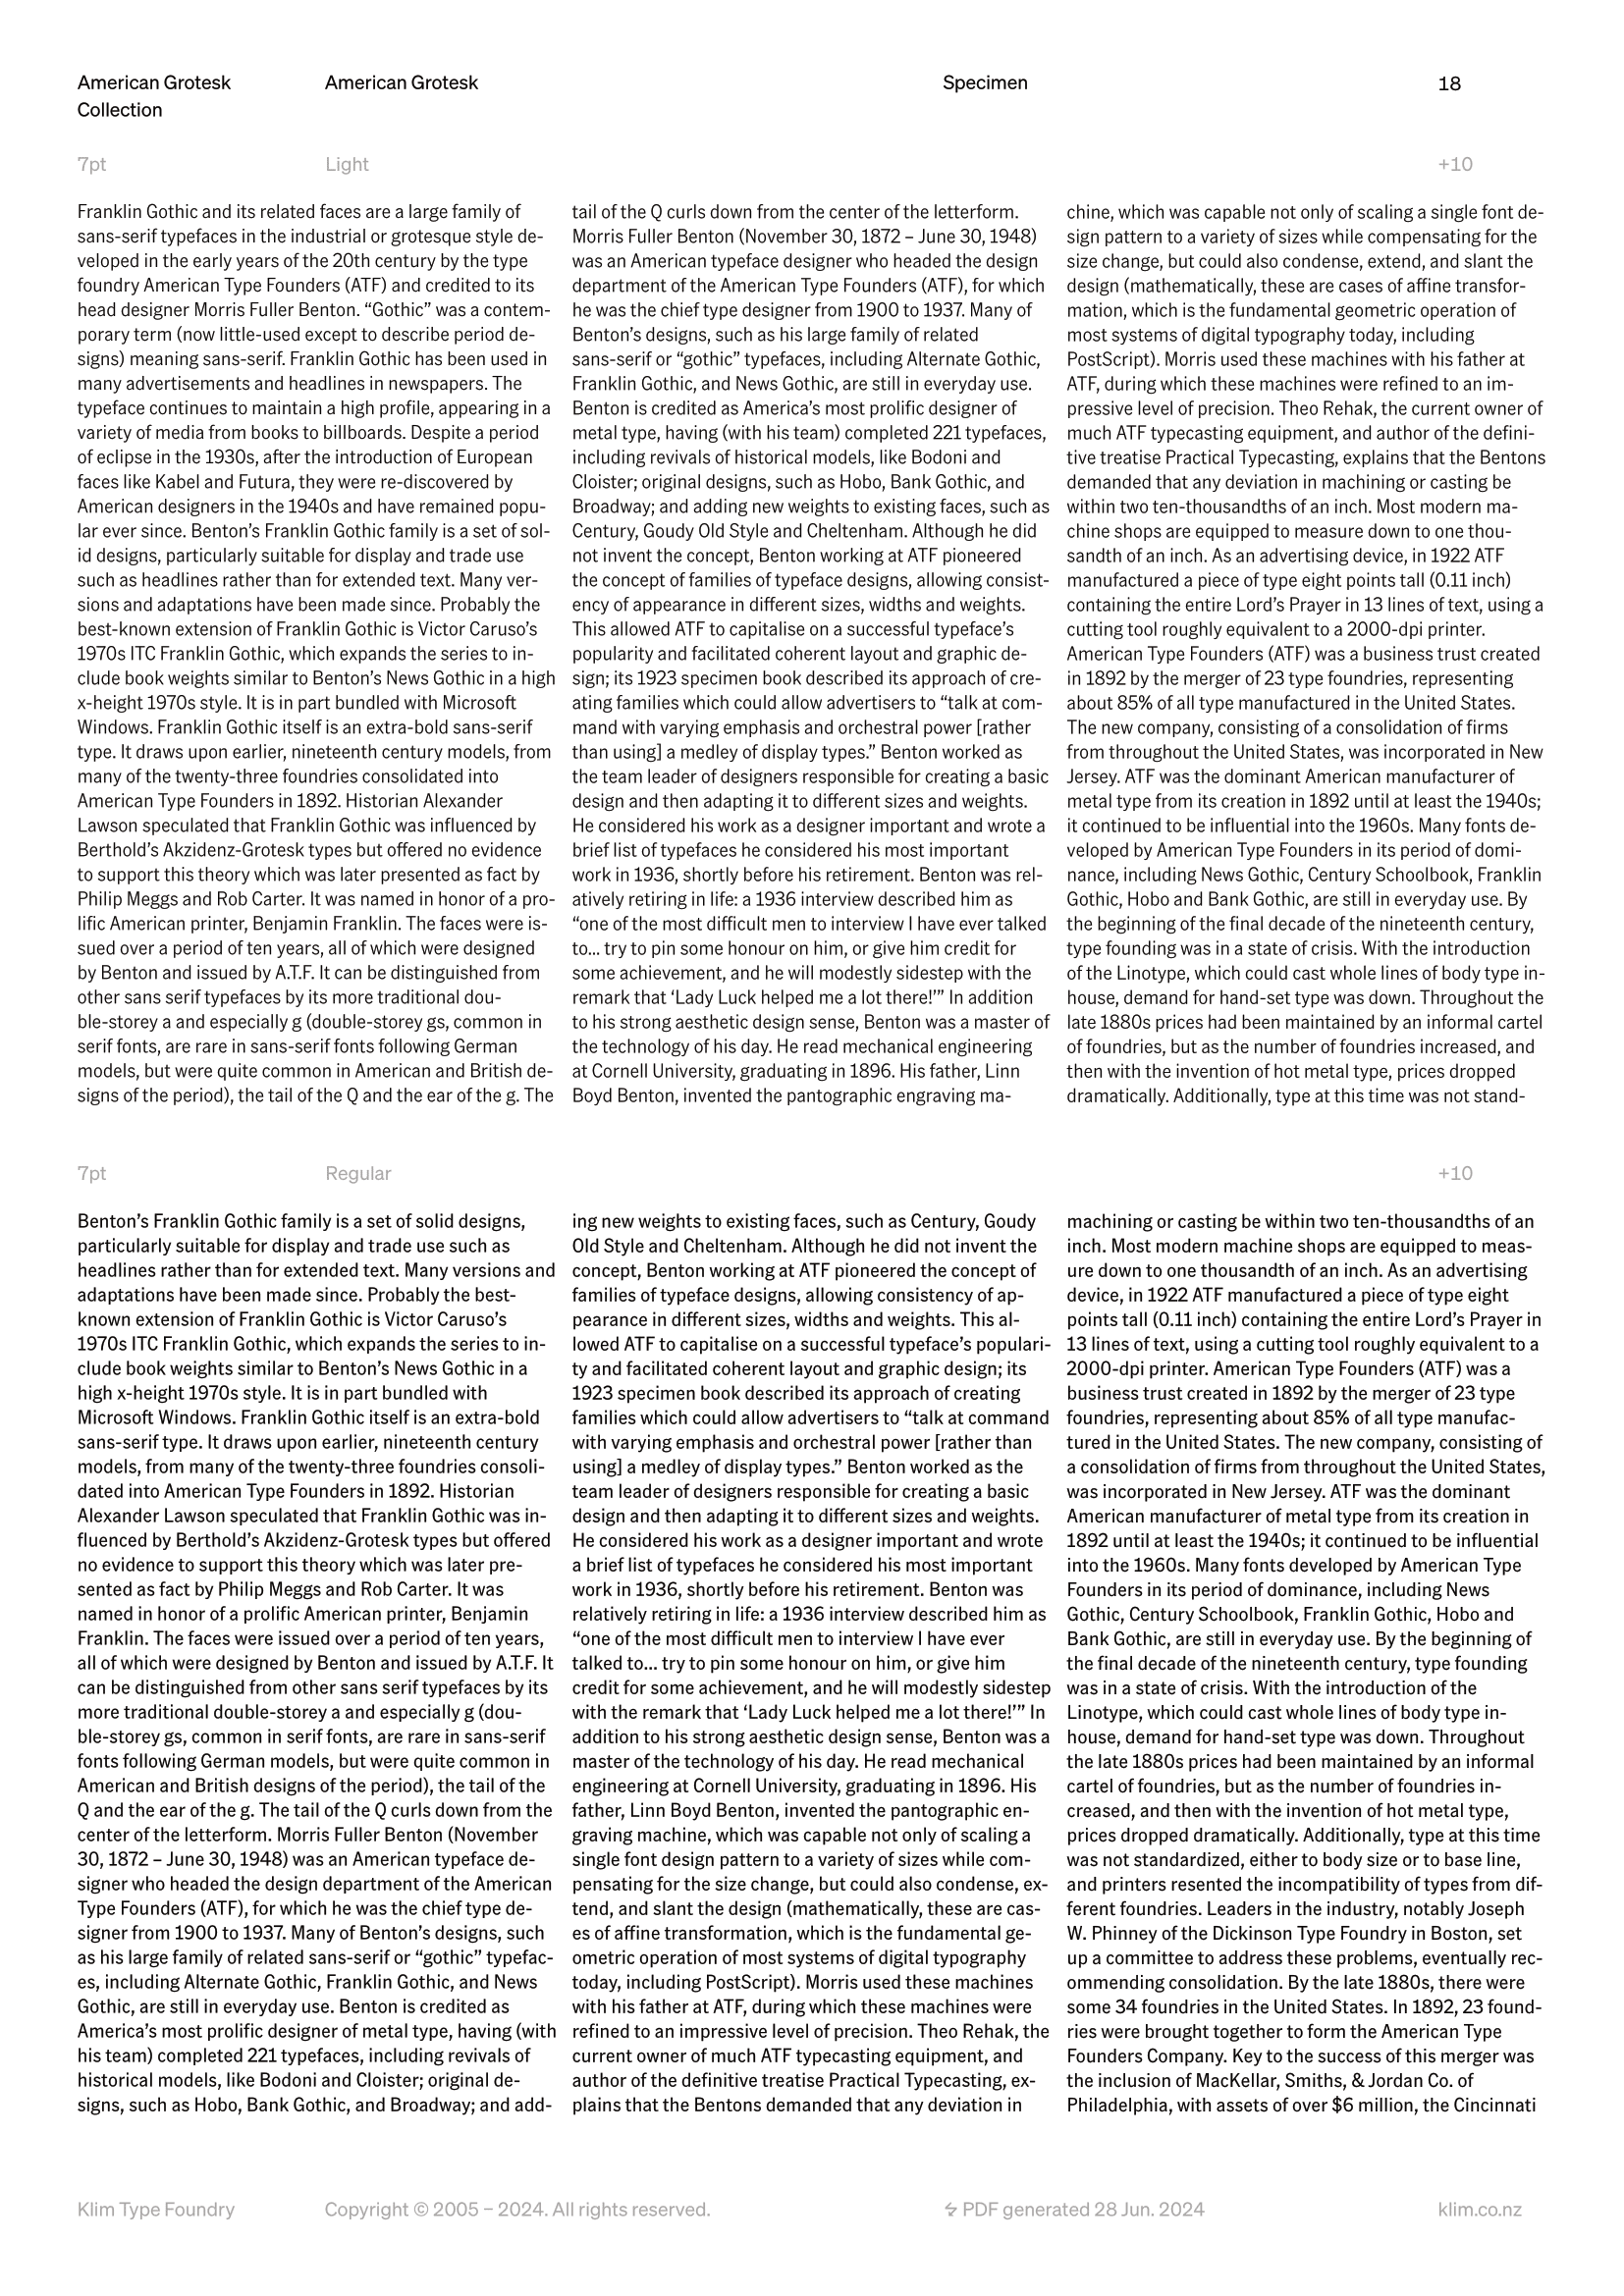 American Grotesk
Collection
American Grotesk
Specimen
18
7pt
Light
+10
Franklin Gothic and its related faces are a large family of
sans-serif typefaces in the industrial or grotesque style de-
veloped in the early years of the 20th century by the type
foundry American Type Founders (ATF) and credited to its
head designer Morris Fuller Benton. “Gothic” was a contem-
porary term (now little-used except to describe period de-
signs) meaning sans-serif. Franklin Gothic has been used in
many advertisements and headlines in newspapers. The
typeface continues to maintain a high profile, appearing in a
variety of media from books to billboards. Despite a period
of eclipse in the 1930s, after the introduction of European
faces like Kabel and Futura, they were re-discovered by
American designers in the 1940s and have remained popu-
lar ever since. Benton’s Franklin Gothic family is a set of sol-
id designs, particularly suitable for display and trade use
such as headlines rather than for extended text. Many ver-
sions and adaptations have been made since. Probably the
best-known extension of Franklin Gothic is Victor Caruso’s
1970s ITC Franklin Gothic, which expands the series to in-
clude book weights similar to Benton’s News Gothic in a high
x-height 1970s style. It is in part bundled with Microsoft
Windows. Franklin Gothic itself is an extra-bold sans-serif
type. It draws upon earlier, nineteenth century models, from
many of the twenty-three foundries consolidated into
American Type Founders in 1892. Historian Alexander
Lawson speculated that Franklin Gothic was influenced by
Berthold’s Akzidenz-Grotesk types but offered no evidence
to support this theory which was later presented as fact by
Philip Meggs and Rob Carter. It was named in honor of a pro-
lific American printer, Benjamin Franklin. The faces were is-
sued over a period of ten years, all of which were designed
by Benton and issued by A.T.F. It can be distinguished from
other sans serif typefaces by its more traditional dou-
ble-storey a and especially g (double-storey gs, common in
serif fonts, are rare in sans-serif fonts following German
models, but were quite common in American and British de-
signs of the period), the tail of the Q and the ear of the g. The
tail of the Q curls down from the center of the letterform.
Morris Fuller Benton (November 30, 1872 – June 30, 1948)
was an American typeface designer who headed the design
department of the American Type Founders (ATF), for which
he was the chief type designer from 1900 to 1937. Many of
Benton’s designs, such as his large family of related
sans-serif or “gothic” typefaces, including Alternate Gothic,
Franklin Gothic, and News Gothic, are still in everyday use.
Benton is credited as America’s most prolific designer of
metal type, having (with his team) completed 221 typefaces,
including revivals of historical models, like Bodoni and
Cloister; original designs, such as Hobo, Bank Gothic, and
Broadway; and adding new weights to existing faces, such as
Century, Goudy Old Style and Cheltenham. Although he did
not invent the concept, Benton working at ATF pioneered
the concept of families of typeface designs, allowing consist-
ency of appearance in different sizes, widths and weights.
This allowed ATF to capitalise on a successful typeface’s
popularity and facilitated coherent layout and graphic de-
sign; its 1923 specimen book described its approach of cre-
ating families which could allow advertisers to “talk at com-
mand with varying emphasis and orchestral power [rather
than using] a medley of display types.” Benton worked as
the team leader of designers responsible for creating a basic
design and then adapting it to different sizes and weights.
He considered his work as a designer important and wrote a
brief list of typefaces he considered his most important
work in 1936, shortly before his retirement. Benton was rel-
atively retiring in life: a 1936 interview described him as
“one of the most difficult men to interview I have ever talked
to… try to pin some honour on him, or give him credit for
some achievement, and he will modestly sidestep with the
remark that ‘Lady Luck helped me a lot there!’” In addition
to his strong aesthetic design sense, Benton was a master of
the technology of his day. He read mechanical engineering
at Cornell University, graduating in 1896. His father, Linn
Boyd Benton, invented the pantographic engraving ma-
chine, which was capable not only of scaling a single font de-
sign pattern to a variety of sizes while compensating for the
size change, but could also condense, extend, and slant the
design (mathematically, these are cases of affine transfor-
mation, which is the fundamental geometric operation of
most systems of digital typography today, including
PostScript). Morris used these machines with his father at
ATF, during which these machines were refined to an im-
pressive level of precision. Theo Rehak, the current owner of
much ATF typecasting equipment, and author of the defini-
tive treatise Practical Typecasting, explains that the Bentons
demanded that any deviation in machining or casting be
within two ten-thousandths of an inch. Most modern ma-
chine shops are equipped to measure down to one thou-
sandth of an inch. As an advertising device, in 1922 ATF
manufactured a piece of type eight points tall (0.11 inch)
containing the entire Lord’s Prayer in 13 lines of text, using a
cutting tool roughly equivalent to a 2000-dpi printer.
American Type Founders (ATF) was a business trust created
in 1892 by the merger of 23 type foundries, representing
about 85% of all type manufactured in the United States.
The new company, consisting of a consolidation of firms
from throughout the United States, was incorporated in New
Jersey. ATF was the dominant American manufacturer of
metal type from its creation in 1892 until at least the 1940s;
it continued to be influential into the 1960s. Many fonts de-
veloped by American Type Founders in its period of domi-
nance, including News Gothic, Century Schoolbook, Franklin
Gothic, Hobo and Bank Gothic, are still in everyday use. By
the beginning of the final decade of the nineteenth century,
type founding was in a state of crisis. With the introduction
of the Linotype, which could cast whole lines of body type in-
house, demand for hand-set type was down. Throughout the
late 1880s prices had been maintained by an informal cartel
of foundries, but as the number of foundries increased, and
then with the invention of hot metal type, prices dropped
dramatically. Additionally, type at this time was not stand-
7pt
Regular
+10
Benton’s Franklin Gothic family is a set of solid designs,
particularly suitable for display and trade use such as
headlines rather than for extended text. Many versions and
adaptations have been made since. Probably the best-
known extension of Franklin Gothic is Victor Caruso’s
1970s ITC Franklin Gothic, which expands the series to in-
clude book weights similar to Benton’s News Gothic in a
high x-height 1970s style. It is in part bundled with
Microsoft Windows. Franklin Gothic itself is an extra-bold
sans-serif type. It draws upon earlier, nineteenth century
models, from many of the twenty-three foundries consoli-
dated into American Type Founders in 1892. Historian
Alexander Lawson speculated that Franklin Gothic was in-
fluenced by Berthold’s Akzidenz-Grotesk types but offered
no evidence to support this theory which was later pre-
sented as fact by Philip Meggs and Rob Carter. It was
named in honor of a prolific American printer, Benjamin
Franklin. The faces were issued over a period of ten years,
all of which were designed by Benton and issued by A.T.F. It
can be distinguished from other sans serif typefaces by its
more traditional double-storey a and especially g (dou-
ble-storey gs, common in serif fonts, are rare in sans-serif
fonts following German models, but were quite common in
American and British designs of the period), the tail of the
Q and the ear of the g. The tail of the Q curls down from the
center of the letterform. Morris Fuller Benton (November
30, 1872 – June 30, 1948) was an American typeface de-
signer who headed the design department of the American
Type Founders (ATF), for which he was the chief type de-
signer from 1900 to 1937. Many of Benton’s designs, such
as his large family of related sans-serif or “gothic” typefac-
es, including Alternate Gothic, Franklin Gothic, and News
Gothic, are still in everyday use. Benton is credited as
America’s most prolific designer of metal type, having (with
his team) completed 221 typefaces, including revivals of
historical models, like Bodoni and Cloister; original de-
signs, such as Hobo, Bank Gothic, and Broadway; and add-
ing new weights to existing faces, such as Century, Goudy
Old Style and Cheltenham. Although he did not invent the
concept, Benton working at ATF pioneered the concept of
families of typeface designs, allowing consistency of ap-
pearance in different sizes, widths and weights. This al-
lowed ATF to capitalise on a successful typeface’s populari-
ty and facilitated coherent layout and graphic design; its
1923 specimen book described its approach of creating
families which could allow advertisers to “talk at command
with varying emphasis and orchestral power [rather than
using] a medley of display types.” Benton worked as the
team leader of designers responsible for creating a basic
design and then adapting it to different sizes and weights.
He considered his work as a designer important and wrote
a brief list of typefaces he considered his most important
work in 1936, shortly before his retirement. Benton was
relatively retiring in life: a 1936 interview described him as
“one of the most difficult men to interview I have ever
talked to… try to pin some honour on him, or give him
credit for some achievement, and he will modestly sidestep
with the remark that ‘Lady Luck helped me a lot there!’” In
addition to his strong aesthetic design sense, Benton was a
master of the technology of his day. He read mechanical
engineering at Cornell University, graduating in 1896. His
father, Linn Boyd Benton, invented the pantographic en-
graving machine, which was capable not only of scaling a
single font design pattern to a variety of sizes while com-
pensating for the size change, but could also condense, ex-
tend, and slant the design (mathematically, these are cas-
es of affine transformation, which is the fundamental ge-
ometric operation of most systems of digital typography
today, including PostScript). Morris used these machines
with his father at ATF, during which these machines were
refined to an impressive level of precision. Theo Rehak, the
current owner of much ATF typecasting equipment, and
author of the definitive treatise Practical Typecasting, ex-
plains that the Bentons demanded that any deviation in
machining or casting be within two ten-thousandths of an
inch. Most modern machine shops are equipped to meas-
ure down to one thousandth of an inch. As an advertising
device, in 1922 ATF manufactured a piece of type eight
points tall (0.11 inch) containing the entire Lord’s Prayer in
13 lines of text, using a cutting tool roughly equivalent to a
2000-dpi printer. American Type Founders (ATF) was a
business trust created in 1892 by the merger of 23 type
foundries, representing about 85% of all type manufac-
tured in the United States. The new company, consisting of
a consolidation of firms from throughout the United States,
was incorporated in New Jersey. ATF was the dominant
American manufacturer of metal type from its creation in
1892 until at least the 1940s; it continued to be influential
into the 1960s. Many fonts developed by American Type
Founders in its period of dominance, including News
Gothic, Century Schoolbook, Franklin Gothic, Hobo and
Bank Gothic, are still in everyday use. By the beginning of
the final decade of the nineteenth century, type founding
was in a state of crisis. With the introduction of the
Linotype, which could cast whole lines of body type in-
house, demand for hand-set type was down. Throughout
the late 1880s prices had been maintained by an informal
cartel of foundries, but as the number of foundries in-
creased, and then with the invention of hot metal type,
prices dropped dramatically. Additionally, type at this time
was not standardized, either to body size or to base line,
and printers resented the incompatibility of types from dif-
ferent foundries. Leaders in the industry, notably Joseph
W. Phinney of the Dickinson Type Foundry in Boston, set
up a committee to address these problems, eventually rec-
ommending consolidation. By the late 1880s, there were
some 34 foundries in the United States. In 1892, 23 found-
ries were brought together to form the American Type
Founders Company. Key to the success of this merger was
the inclusion of MacKellar, Smiths, & Jordan Co. of
Philadelphia, with assets of over $6 million, the Cincinnati
Klim Type Foundry
Copyright © 2005 – 2024. All rights reserved.
PDF generated 28 Jun. 2024
klim.co.nz